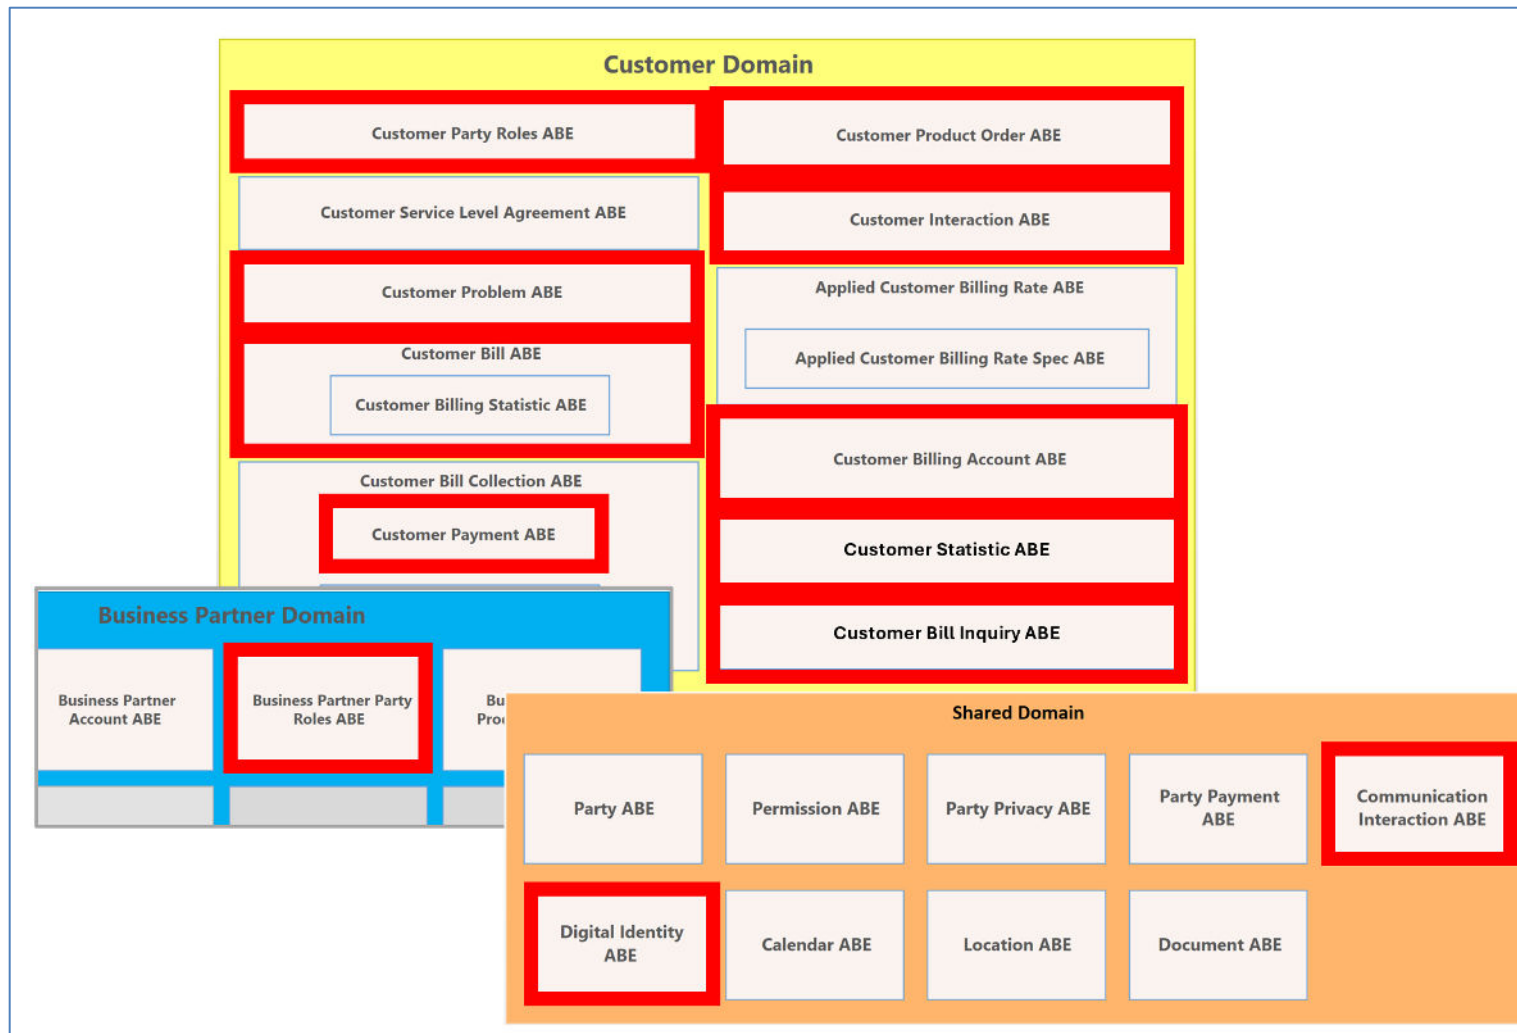 Customer Domain
Customer Party Roles ABE
Customer Product Order ABE
Customer Service Level Agreement ABE
Customer Interaction ABE
Customer Problem ABE
Applied Customer Billing Rate ABE
Customer Bill ABE
Applied Customer Billing Rate Spec ABE
Customer Billing Statistic ABE
Customer Billing Account ABE
Customer Bill Collection ABE
Customer Payment ABE
Customer Statistic ABE
Customer Bill Inquiry ABE
Business Partner Domain
Business Partner
Account ABE
Business Partner Party
Roles ABE
Shared Domain
Party ABE
Permission ABE
Party Privacy ABE
Party Payment
ABE
Communication
Interaction ABE
Digital Identity
ABE
Calendar ABE
Location ABE
Document ABE